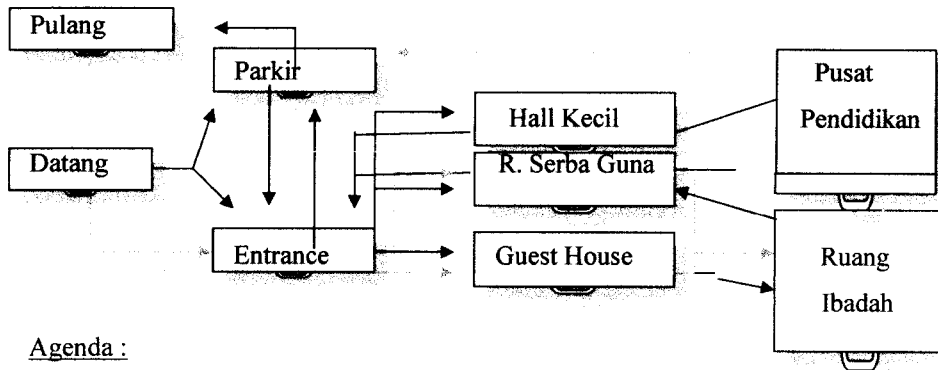 Pulang
Parkir
Pusat
Pendidikan
Hall Kecil
Datang
R. Serba Guna
Entrance
Guest House
Ruang
Ibadah
Agenda :